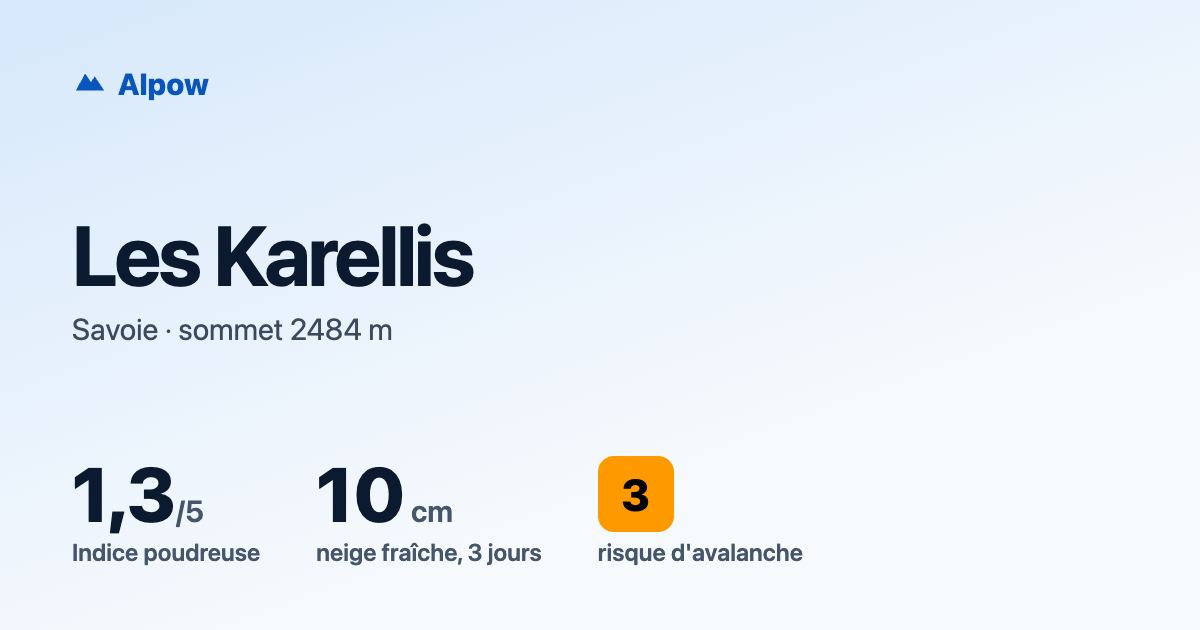 Alpow
Les Karellis
Savoie · sommet 2484 m
1,3/5
Indice poudreuse
10 cm
neige fraîche, 3 jours
3
risque d'avalanche